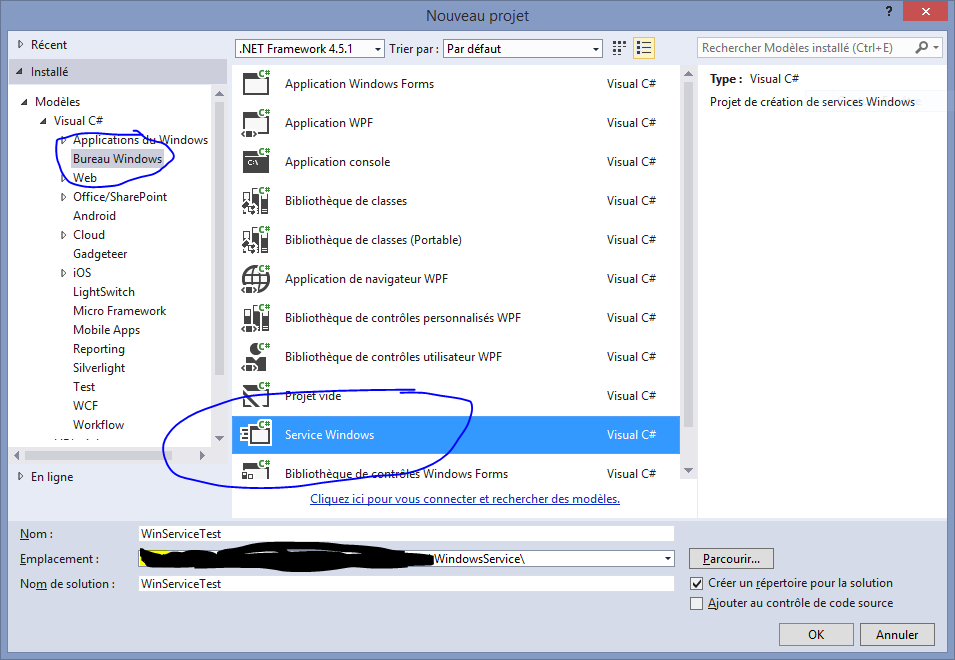 Nouveau projet
?
Récent
.NET Framework 4.5.1
Trier par :
Par défaut
Rechercher Modèles installé (Ctrl+E)
Installé
Modèles
Visual C#
Applications du Windows
Bureau Windows
Web
Office/SharePoint
Android
Cloud
Gadgeteer
iOS
LightSwitch
Micro Framework
Mobile Apps
Reporting
Silverlight
Test
WCF
Workflow
En ligne
Application Windows Forms Visual C#
Application WPF Visual C#
Application console Visual C#
Bibliothèque de classes Visual C#
Bibliothèque de classes (Portable) Visual C#
Application de navigateur WPF Visual C#
Bibliothèque de contrôles personnalisés WPF Visual C#
Bibliothèque de contrôles utilisateur WPF Visual C#
Projet vide Visual C#
Service Windows Visual C#
Bibliothèque de contrôles Windows Forms Visual C#
Cliquez ici pour vous connecter et rechercher des modèles.
Type : Visual C#
Projet de création de services Windows
Nom : WinServiceTest
Emplacement : WindowsService\
Parcourir...
Nom de solution : WinServiceTest
Créer un répertoire pour la solution
Ajouter au contrôle de code source
OK
Annuler